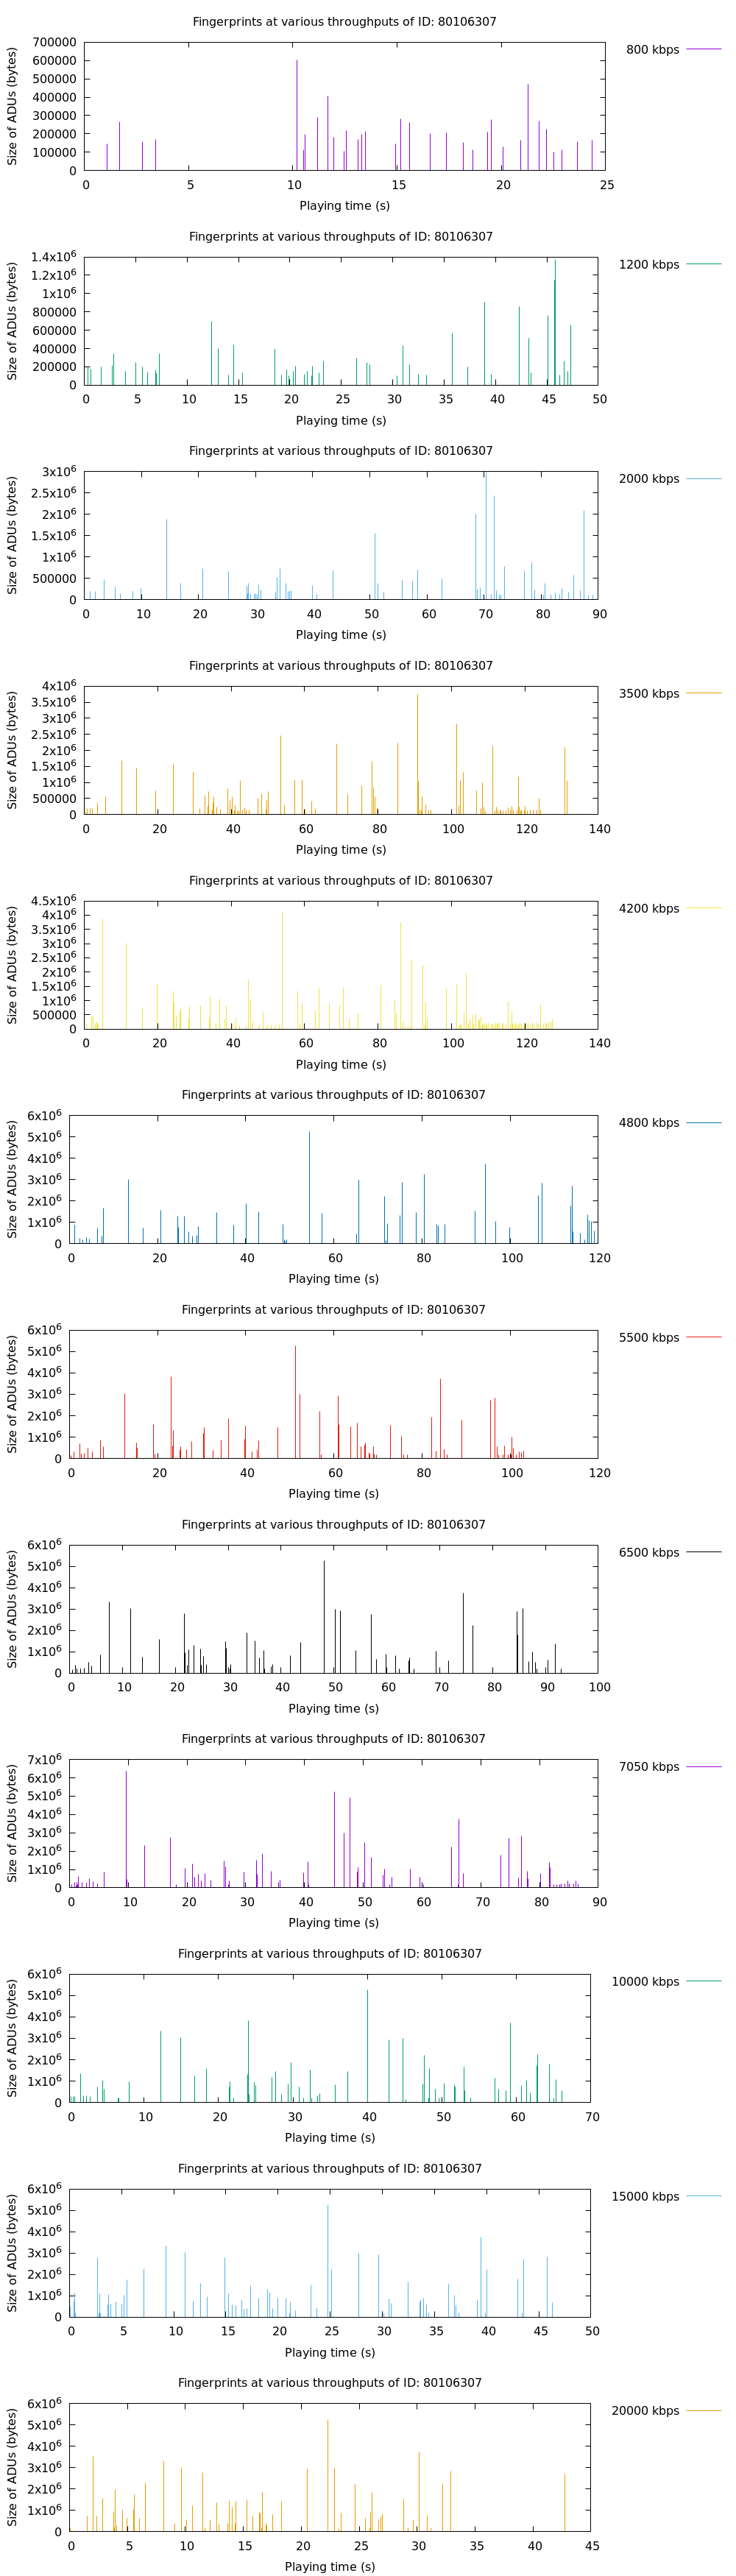 Fingerprints at various throughputs of ID: 80106307
700000
600000
500000
400000
300000
200000
100000
0
Size of ADUs (bytes)
800 kbps
0 5 10 15 20 25
Playing time (s)
Fingerprints at various throughputs of ID: 80106307
1.4x10^6
1.2x10^6
1x10^6
800000
600000
400000
200000
0
Size of ADUs (bytes)
1200 kbps
0 5 10 15 20 25 30 35 40 45 50
Playing time (s)
Fingerprints at various throughputs of ID: 80106307
3x10^6
2.5x10^6
2x10^6
1.5x10^6
1x10^6
500000
0
Size of ADUs (bytes)
2000 kbps
0 10 20 30 40 50 60 70 80 90
Playing time (s)
Fingerprints at various throughputs of ID: 80106307
4x10^6
3.5x10^6
3x10^6
2.5x10^6
2x10^6
1.5x10^6
1x10^6
500000
0
Size of ADUs (bytes)
3500 kbps
0 20 40 60 80 100 120 140
Playing time (s)
Fingerprints at various throughputs of ID: 80106307
4.5x10^6
4x10^6
3.5x10^6
3x10^6
2.5x10^6
2x10^6
1.5x10^6
1x10^6
500000
0
Size of ADUs (bytes)
4200 kbps
0 20 40 60 80 100 120 140
Playing time (s)
Fingerprints at various throughputs of ID: 80106307
6x10^6
5x10^6
4x10^6
3x10^6
2x10^6
1x10^6
0
Size of ADUs (bytes)
4800 kbps
0 20 40 60 80 100 120
Playing time (s)
Fingerprints at various throughputs of ID: 80106307
6x10^6
5x10^6
4x10^6
3x10^6
2x10^6
1x10^6
0
Size of ADUs (bytes)
5500 kbps
0 20 40 60 80 100 120
Playing time (s)
Fingerprints at various throughputs of ID: 80106307
6x10^6
5x10^6
4x10^6
3x10^6
2x10^6
1x10^6
0
Size of ADUs (bytes)
6500 kbps
0 10 20 30 40 50 60 70 80 90 100
Playing time (s)
Fingerprints at various throughputs of ID: 80106307
7x10^6
6x10^6
5x10^6
4x10^6
3x10^6
2x10^6
1x10^6
0
Size of ADUs (bytes)
7050 kbps
0 10 20 30 40 50 60 70 80 90
Playing time (s)
Fingerprints at various throughputs of ID: 80106307
6x10^6
5x10^6
4x10^6
3x10^6
2x10^6
1x10^6
0
Size of ADUs (bytes)
10000 kbps
0 10 20 30 40 50 60 70
Playing time (s)
Fingerprints at various throughputs of ID: 80106307
6x10^6
5x10^6
4x10^6
3x10^6
2x10^6
1x10^6
0
Size of ADUs (bytes)
15000 kbps
0 5 10 15 20 25 30 35 40 45 50
Playing time (s)
Fingerprints at various throughputs of ID: 80106307
6x10^6
5x10^6
4x10^6
3x10^6
2x10^6
1x10^6
0
Size of ADUs (bytes)
20000 kbps
0 5 10 15 20 25 30 35 40 45
Playing time (s)